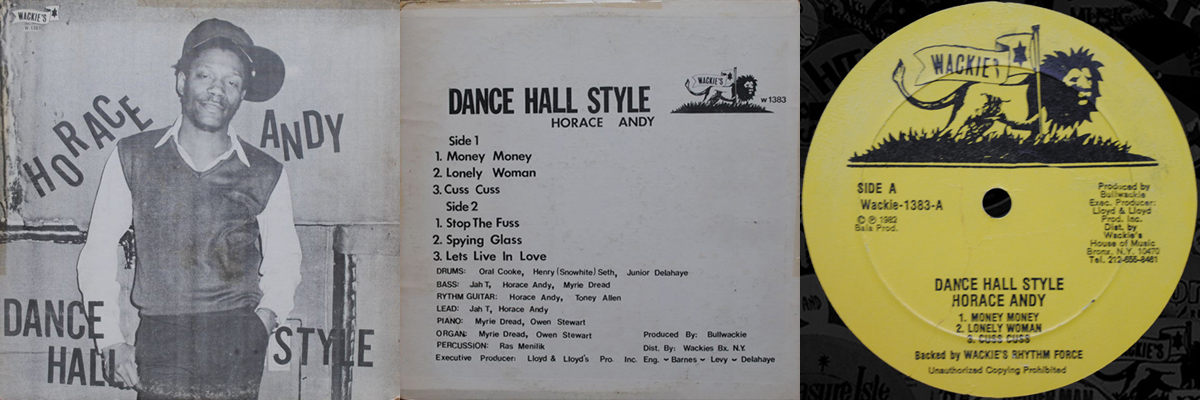 WACKIE'S
W 1383
HORACE ANDY
DANCE HALL STYLE
DANCE HALL STYLE
HORACE ANDY
WACKIE'S
w1383
Side 1
1. Money Money
2. Lonely Woman
3. Cuss Cuss
Side 2
1. Stop The Fuss
2. Spying Glass
3. Lets Live In Love
DRUMS: Oral Cooke, Henry (Snowhite) Seth, Junior Delahaye
BASS: Jah T, Horace Andy, Myrie Dread
RYTHM GUITAR: Horace Andy, Toney Allen
LEAD: Jah T, Horace Andy
PIANO: Myrie Dread, Owen Stewart
ORGAN: Myrie Dread, Owen Stewart
PERCUSSION: Ras Menilik
Produced By: Bullwackie
Dist. By: Wackies Bx. N.Y.
Executive Producer: Lloyd & Lloyd's Pro. Inc. Eng. ~ Barnes ~ Levy ~ Delahaye
WACKIE'S
SIDE A
Wackie-1383-A
© ℗ 1982
Bala Prod.
Produced by
Bullwackie
Exec. Producer:
Lloyd & Lloyd
Prod. Inc.
Dist. by
Wackie's
House of Music
Bronx, N.Y. 10470
Tel. 212-655-8461
DANCE HALL STYLE
HORACE ANDY
1. MONEY MONEY
2. LONELY WOMAN
3. CUSS CUSS
Backed by WACKIE'S RHYTHM FORCE
Unauthorized Copying Prohibited